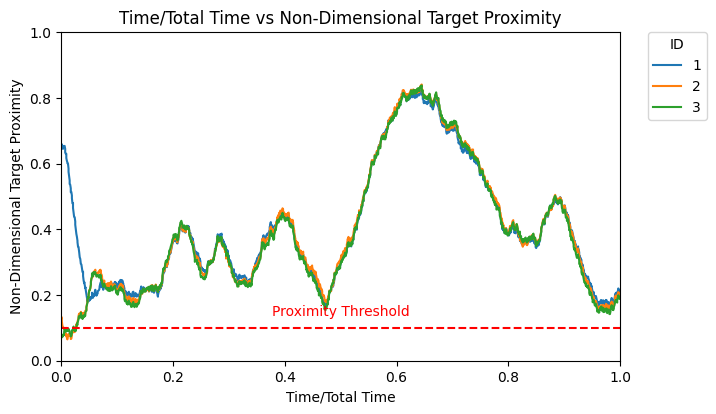 Time/Total Time vs Non-Dimensional Target Proximity
ID
1
2
3
Non-Dimensional Target Proximity
1.0
0.8
0.6
0.4
0.2
0.0
Proximity Threshold
0.0 0.2 0.4 0.6 0.8 1.0
Time/Total Time